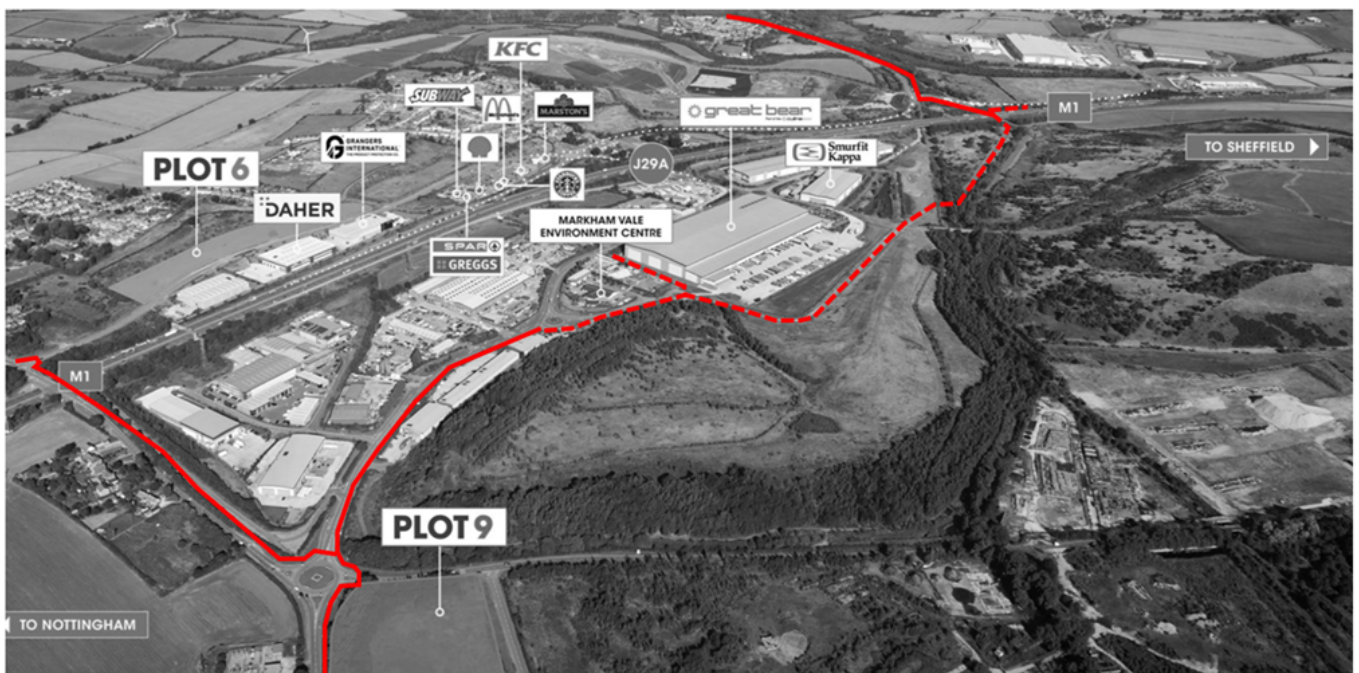 KFC
SUBWAY
MARSTON'S
great bear
M1
GRANGERS
INTERNATIONAL
Smurfit
Kappa
TO SHEFFIELD
J29A
PLOT 6
DAHER
MARKHAM VALE
ENVIRONMENT CENTRE
SPAR
GREGGS
M1
PLOT 9
TO NOTTINGHAM